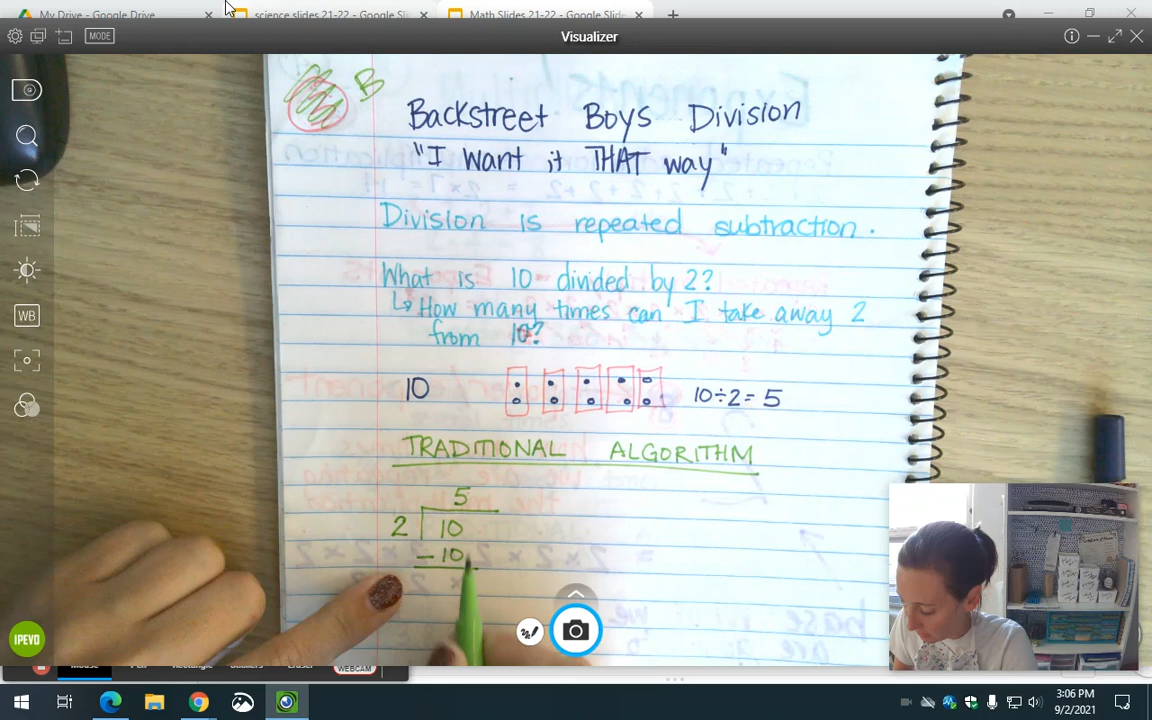 My Drive - Google Drive
science slides 21-22 - Google Sli
Math Slides 21-22 - Google Slides
MODE
Visualizer
B
Backstreet Boys Division
"I Want it THAT way"
Division is repeated subtraction.
What is 10 divided by 2?
↳ How many times can I take away 2
from 10?
10
10÷2=5
TRADITIONAL ALGORITHM
5
2 10
-10
WB
IPEVO
WEBCAM
3:06 PM
9/2/2021